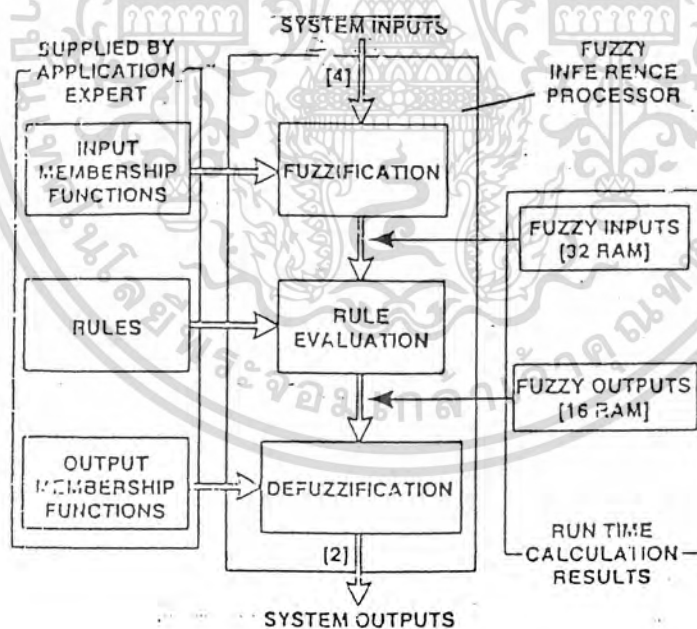 SYSTEM INPUTS
SUPPLIED BY
APPLICATION
EXPERT
[4]
FUZZY
INFERENCE
PROCESSOR
INPUT
MEMBERSHIP
FUNCTIONS
FUZZIFICATION
FUZZY INPUTS
[32 RAM]
RULES
RULE
EVALUATION
FUZZY OUTPUTS
[16 RAM]
OUTPUT
MEMBERSHIP
FUNCTIONS
DEFUZZIFICATION
[2]
RUN TIME
CALCULATION
RESULTS
SYSTEM OUTPUTS